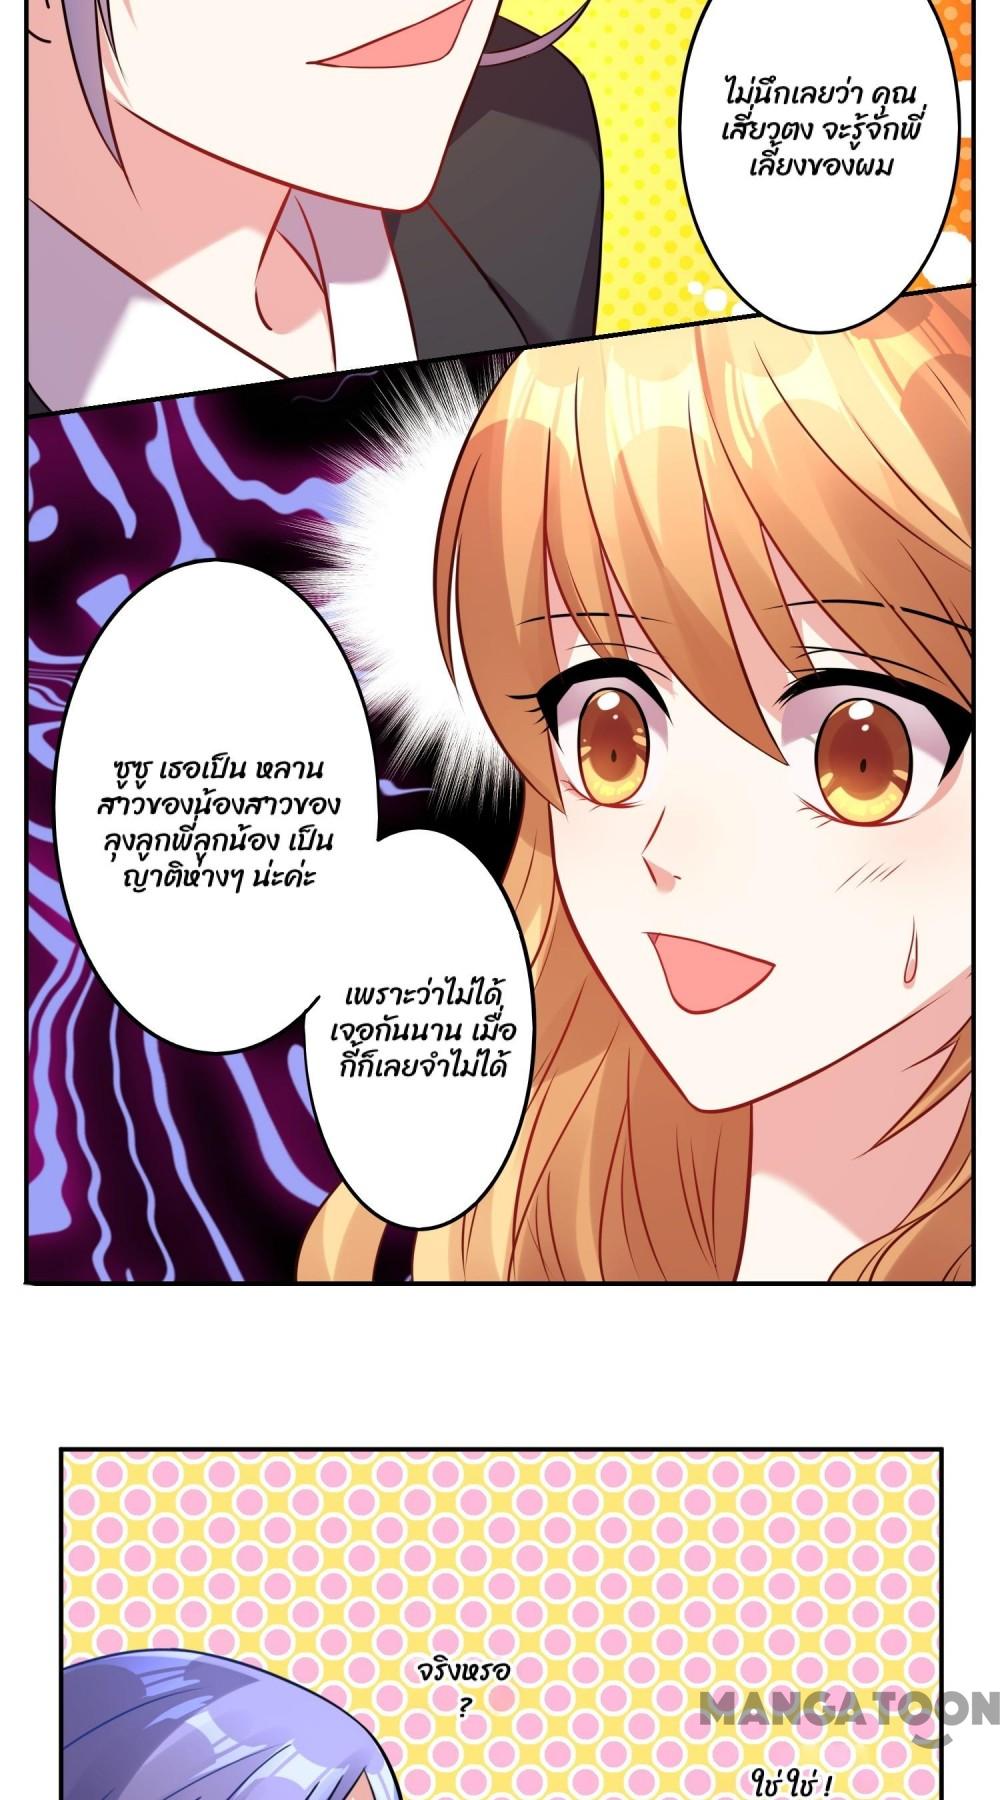 ไม่นึกเลยว่า คุณ
เสี่ยวตง จะรู้จักพี่
เลี้ยงของผม
ซูซู เธอเป็น หลาน
สาวของน้องสาวของ
ลุงลูกพี่ลูกน้อง เป็น
ญาติห่างๆ น่ะค่ะ
เพราะว่าไม่ได้
เจอกันนาน เมื่อ
กี้ก็เลยจำไม่ได้
จริงหรอ
?
MANGATOON
ใช่ ใช่ !